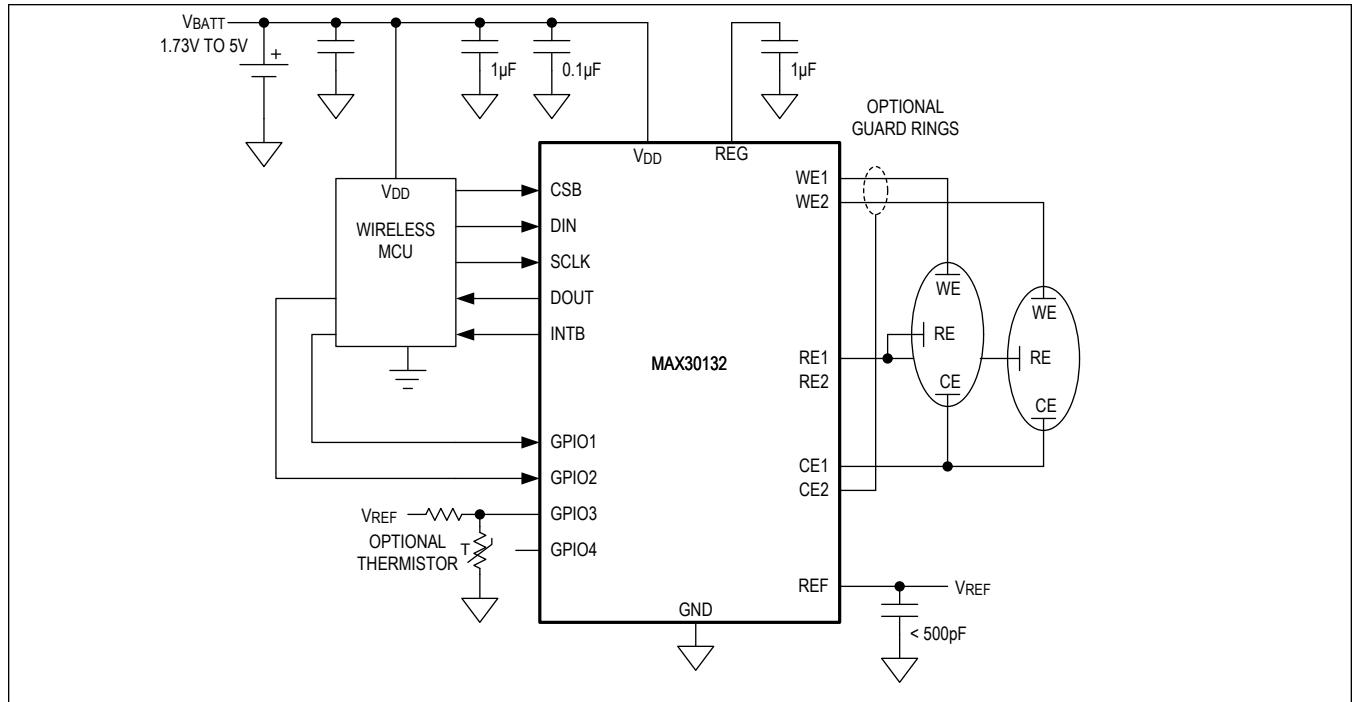 VBATT
1.73V TO 5V
+
1µF
0.1µF
1µF
OPTIONAL
GUARD RINGS
VDD
REG
VDD
WIRELESS
MCU
CSB
DIN
SCLK
DOUT
INTB
GPIO1
GPIO2
GPIO3
GPIO4
VREF
OPTIONAL
THERMISTOR
T
MAX30132
GND
WE1
WE2
RE1
RE2
CE1
CE2
REF
WE
RE
CE
WE
RE
CE
VREF
< 500pF